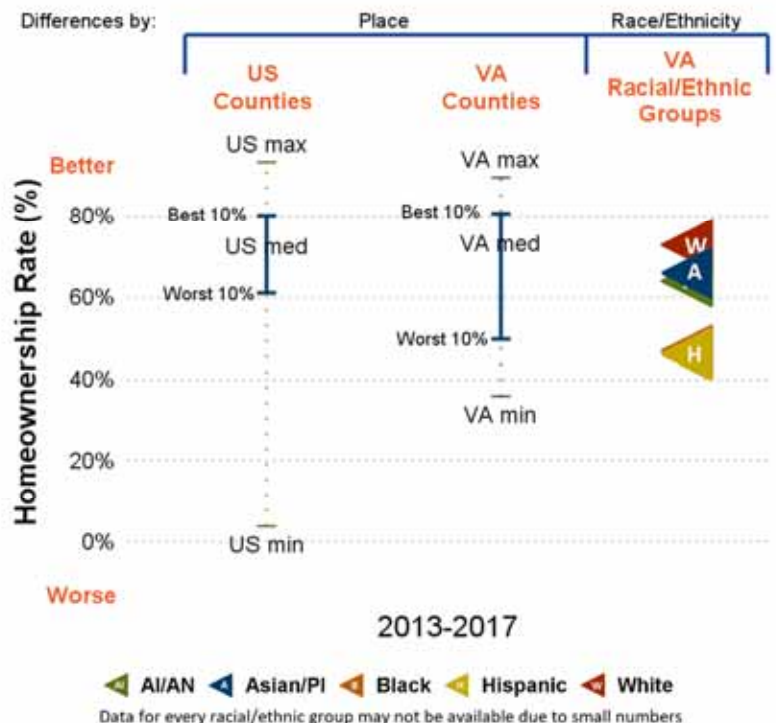 Differences by: Place Race/Ethnicity
US Counties VA Counties VA Racial/Ethnic Groups
US max
VA max
Better
Homeownership Rate (%)
80%
Best 10%
Best 10%
US med
VA med
W
A
60%
Worst 10%
Worst 10%
H
40%
VA min
20%
0%
US min
Worse
2013-2017
AI AI/AN A Asian/PI B Black H Hispanic W White
Data for every racial/ethnic group may not be available due to small numbers